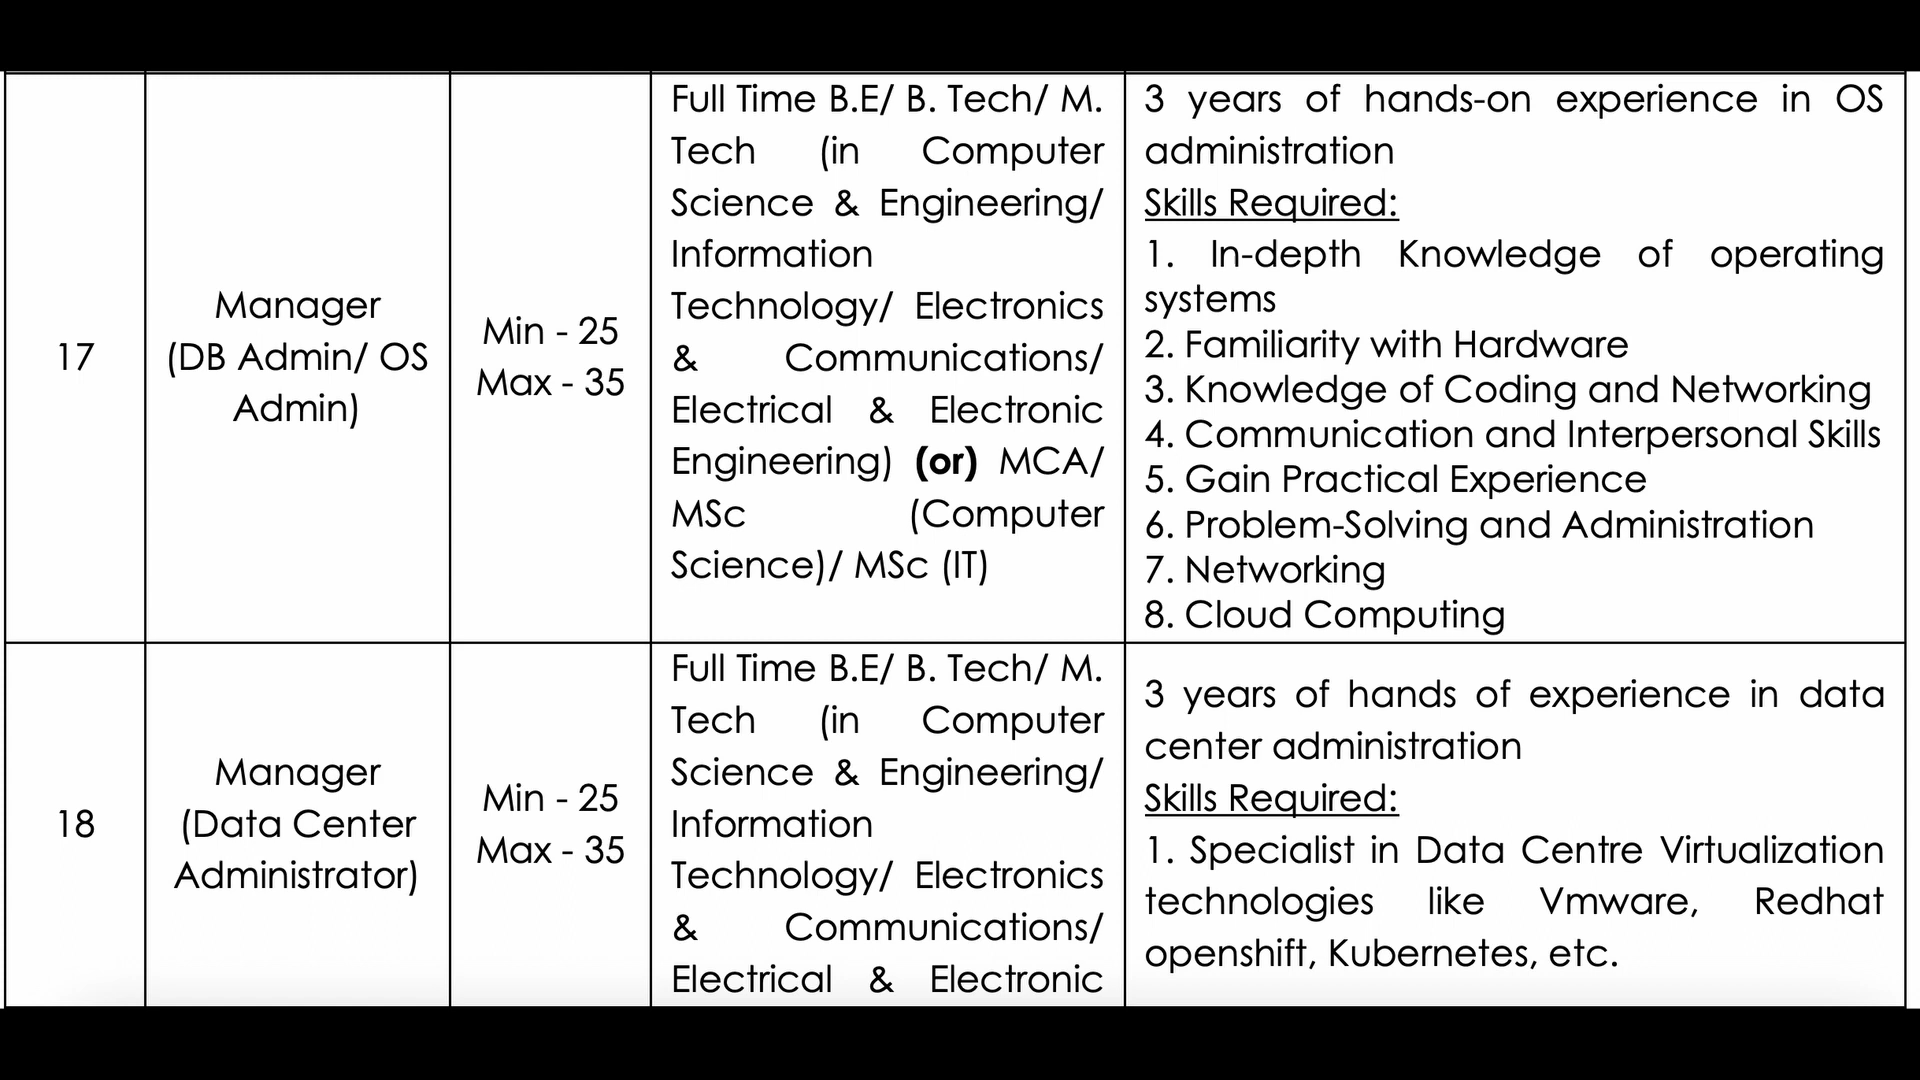 17
Manager
(DB Admin/ OS
Admin)
Min - 25
Max - 35
Full Time B.E/ B. Tech/ M.
Tech (in Computer
Science & Engineering/
Information
Technology/ Electronics
& Communications/
Electrical & Electronic
Engineering) (or) MCA/
MSc (Computer
Science)/ MSc (IT)
3 years of hands-on experience in OS
administration
Skills Required:
1. In-depth Knowledge of operating
systems
2. Familiarity with Hardware
3. Knowledge of Coding and Networking
4. Communication and Interpersonal Skills
5. Gain Practical Experience
6. Problem-Solving and Administration
7. Networking
8. Cloud Computing
18
Manager
(Data Center
Administrator)
Min - 25
Max - 35
Full Time B.E/ B. Tech/ M.
Tech (in Computer
Science & Engineering/
Information
Technology/ Electronics
& Communications/
Electrical & Electronic
3 years of hands of experience in data
center administration
Skills Required:
1. Specialist in Data Centre Virtualization
technologies like Vmware, Redhat
openshift, Kubernetes, etc.